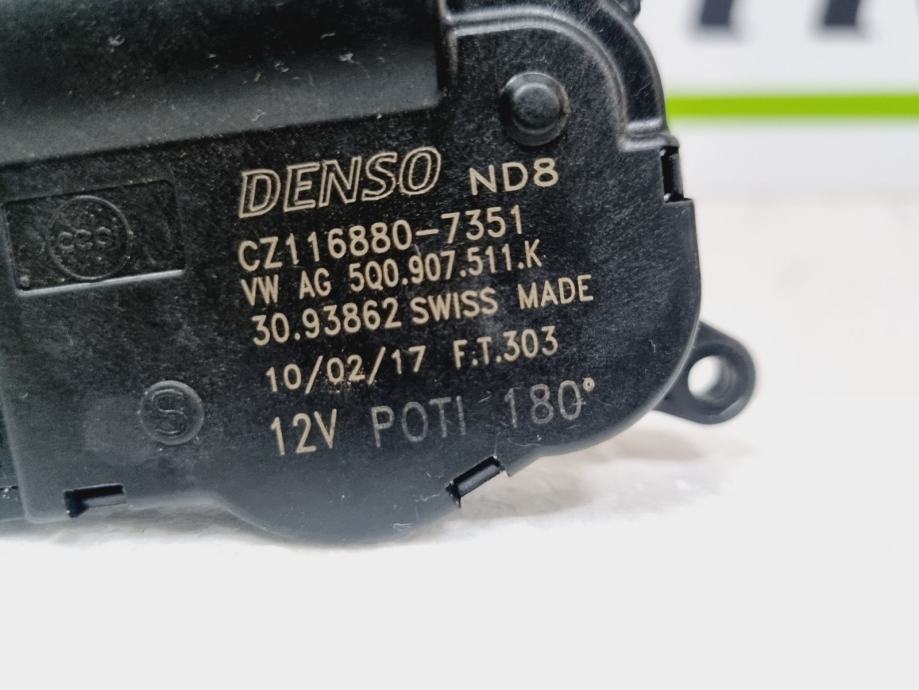 DENSO ND8
CZ116880-7351
VW AG 5Q0.907.511.K
30.93862 SWISS MADE
10/02/17 F.T.303
12V POTI 180°
S